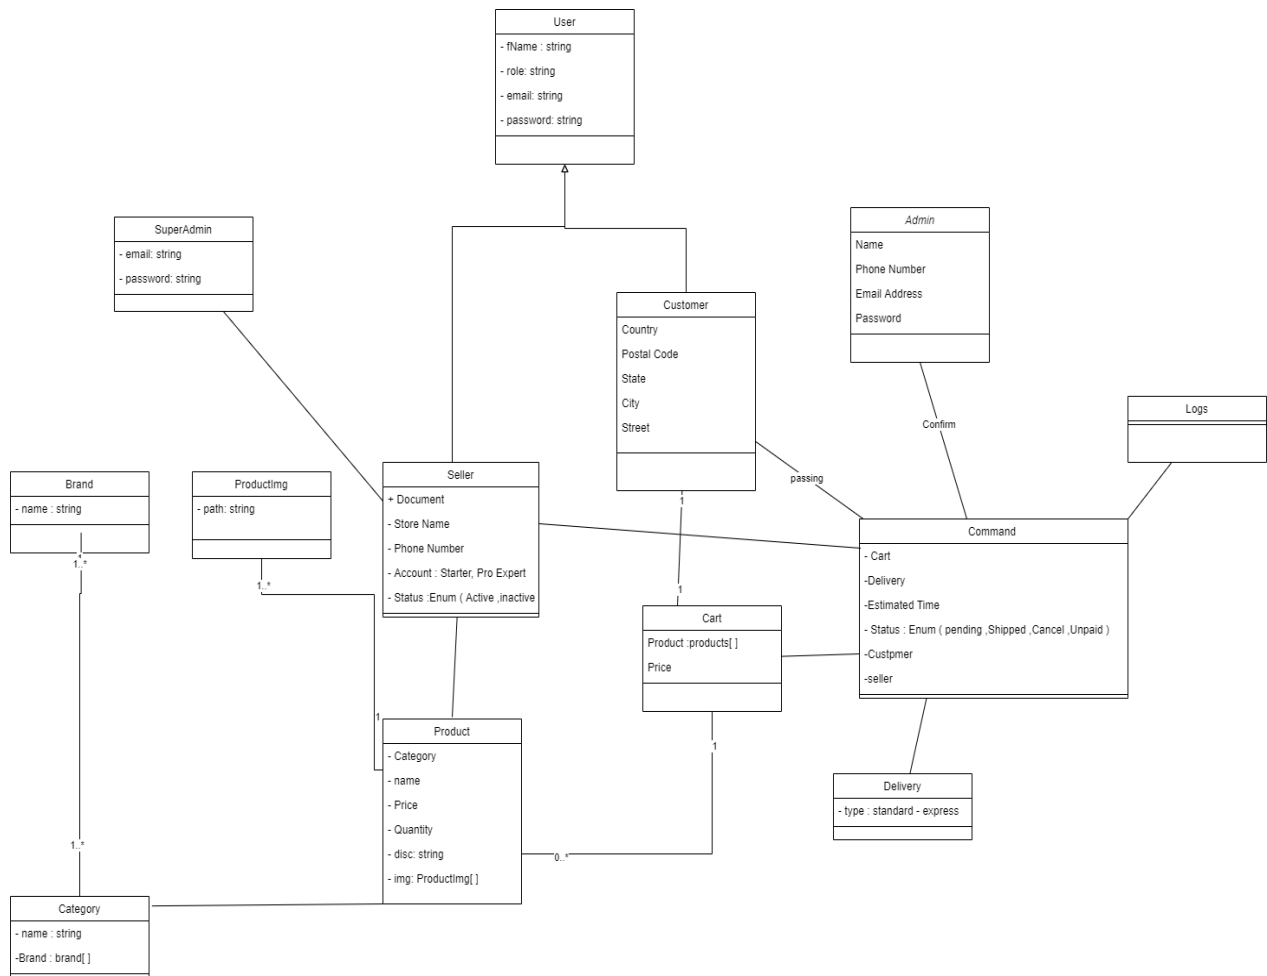 User
- fName : string
- role: string
- email: string
- password: string
SuperAdmin
- email: string
- password: string
Admin
Name
Phone Number
Email Address
Password
Customer
Country
Postal Code
State
City
Street
Confirm
Logs
passing
Brand
- name : string
1
1..*
ProductImg
- path: string
1..*
Seller
+ Document
- Store Name
- Phone Number
- Account : Starter, Pro Expert
- Status :Enum ( Active ,inactive
1
1
Command
- Cart
-Delivery
-Estimated Time
- Status : Enum ( pending ,Shipped ,Cancel ,Unpaid )
-Custpmer
-seller
Cart
Product :products[ ]
Price
1
1
Product
- Category
- name
- Price
- Quantity
- disc: string
- img: ProductImg[ ]
0..*
Delivery
- type : standard - express
1..*
Category
- name : string
-Brand : brand[ ]